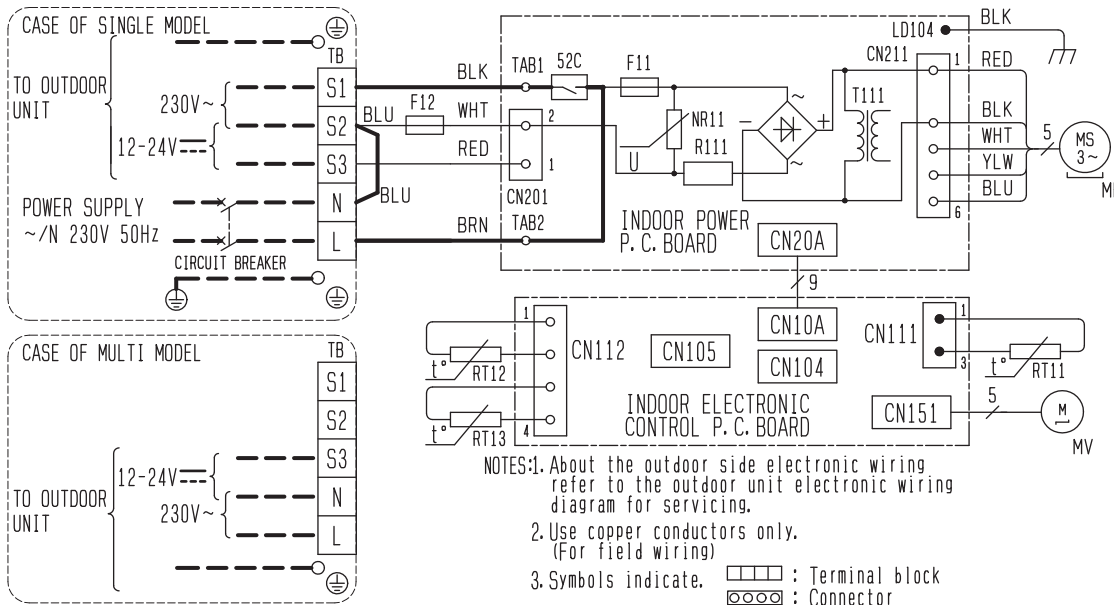 CASE OF SINGLE MODEL
TB
TO OUTDOOR
UNIT
230V~
12-24V
S1
S2
S3
N
L
POWER SUPPLY
~/N 230V 50Hz
CIRCUIT BREAKER
BLK
BLU
F12
WHT
RED
BLU
BRN
TAB1
52C
F11
2
1
CN201
TAB2
NR11
U
R111
~
~
-
+
T111
INDOOR POWER
P.C.BOARD
LD104
BLK
CN211
1
RED
BLK
WHT
YLW
BLU
6
5
MS
3~
CN20A
9
CN10A
CN104
CN105
CN112
1
4
t°
RT12
t°
RT13
CN111
1
3
t°
RT11
CN151
5
M
MV
INDOOR ELECTRONIC
CONTROL P.C.BOARD
CASE OF MULTI MODEL
TB
S1
S2
S3
N
L
12-24V
230V~
TO OUTDOOR
UNIT
NOTES:1. About the outdoor side electronic wiring
refer to the outdoor unit electronic wiring
diagram for servicing.
2. Use copper conductors only.
(For field wiring)
3. Symbols indicate.
: Terminal block
: Connector